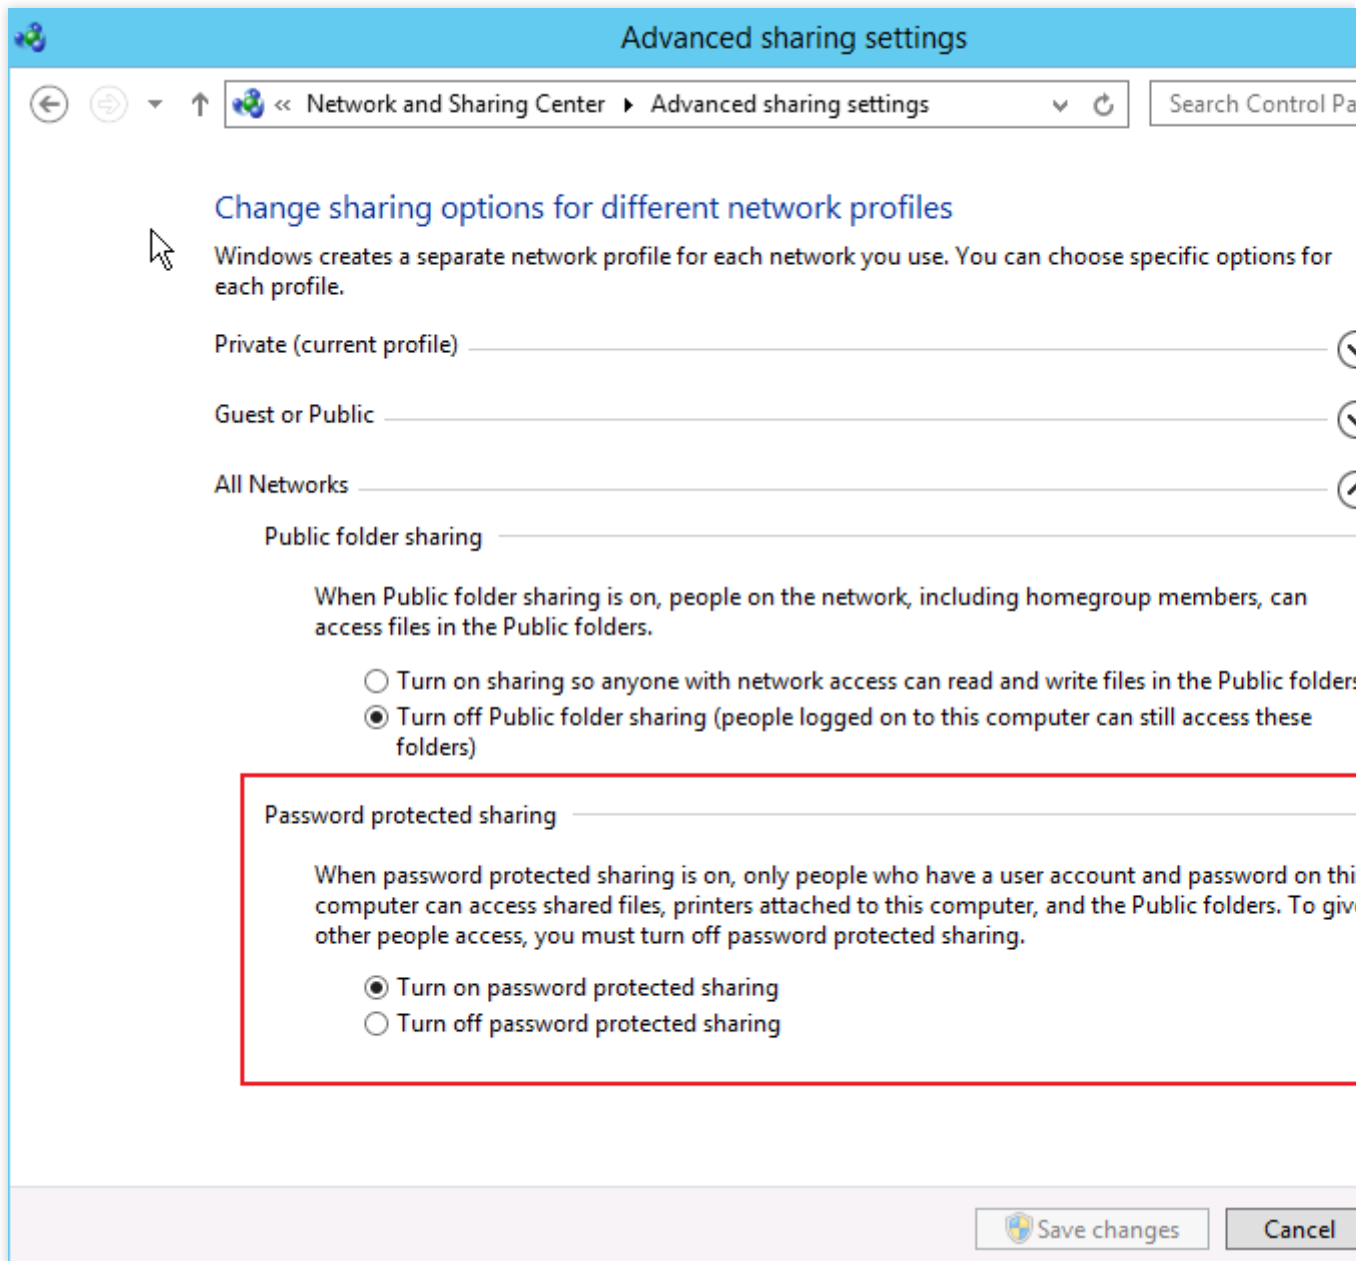 Advanced sharing settings
« Network and Sharing Center Advanced sharing settings
Search Control
Change sharing options for different network profiles
Windows creates a separate network profile for each network you use. You can choose specific options for
each profile.
Private (current profile)
Guest or Public
All Networks
Public folder sharing
When Public folder sharing is on, people on the network, including homegroup members, can
access files in the Public folders.
Turn on sharing so anyone with network access can read and write files in the Public folders
Turn off Public folder sharing (people logged on to this computer can still access these
folders)
Password protected sharing
When password protected sharing is on, only people who have a user account and password on
computer can access shared files, printers attached to this computer, and the Public folders. To
other people access, you must turn off password protected sharing.
Turn on password protected sharing
Turn off password protected sharing
Save changes
Cancel